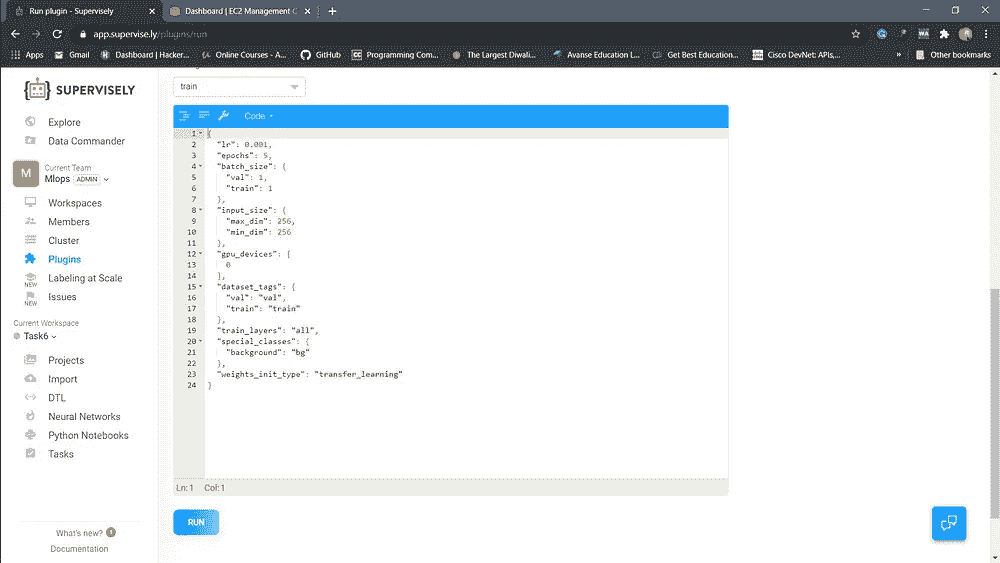 Run plugin - Supervisely
Dashboard | EC2 Management C
app.supervise.ly/plugins/run
Apps
Gmail
Dashboard | Hacker...
Online Courses - A...
GitHub
Programming Com...
The Largest Diwali...
Avanse Education L...
Get Best Education...
Cisco DevNet: APIs,...
Other bookmarks
SUPERVISELY
Explore
Data Commander
M
Current Team
Mlops ADMIN
Workspaces
Members
Cluster
Plugins
Labeling at Scale
NEW
Issues
NEW
Current Workspace
Task6
Projects
Import
DTL
Neural Networks
Python Notebooks
Tasks
What's new? 1
Documentation
train
Code
1 {
2 "lr": 0.001,
3 "epochs": 5,
4 "batch_size": {
5 "val": 1,
6 "train": 1
7 },
8 "input_size": {
9 "max_dim": 256,
10 "min_dim": 256
11 },
12 "gpu_devices": [
13 0
14 ],
15 "dataset_tags": {
16 "val": "val",
17 "train": "train"
18 },
19 "train_layers": "all",
20 "special_classes": {
21 "background": "bg"
22 },
23 "weights_init_type": "transfer_learning"
24 }
Ln: 1 Col: 1
RUN